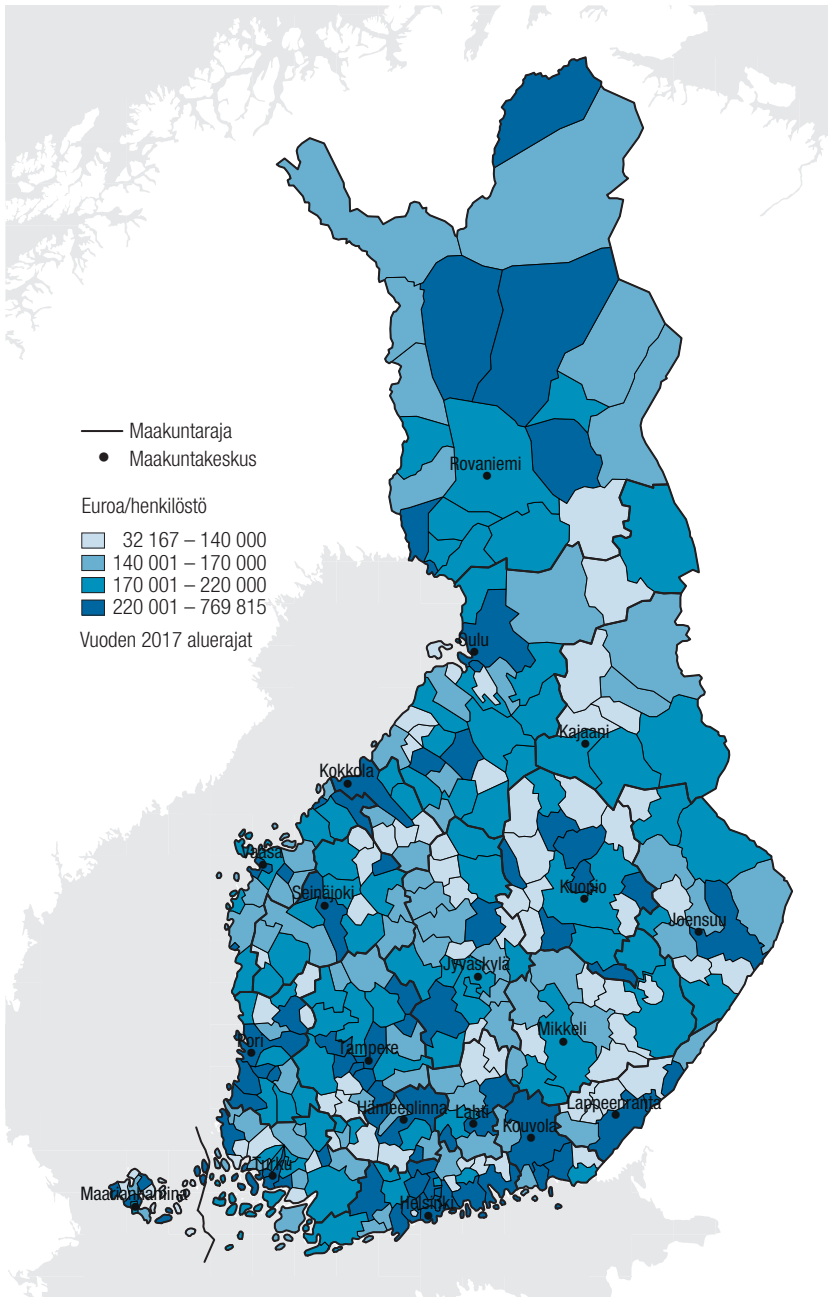 Maakuntaraja
Maakuntakeskus
Rovaniemi
Euroa/henkilöstö
32 167 – 140 000
140 001 – 170 000
170 001 – 220 000
220 001 – 769 815
Vuoden 2017 aluerajat
Oulu
Kajaani
Kokkola
Vaasa
Seinäjoki
Kuopio
Joensuu
Jyväskylä
Mikkeli
Pori
Tampere
Hämeenlinna
Lahti
Lappeenranta
Kouvola
Turku
Maarianhamina
Helsinki